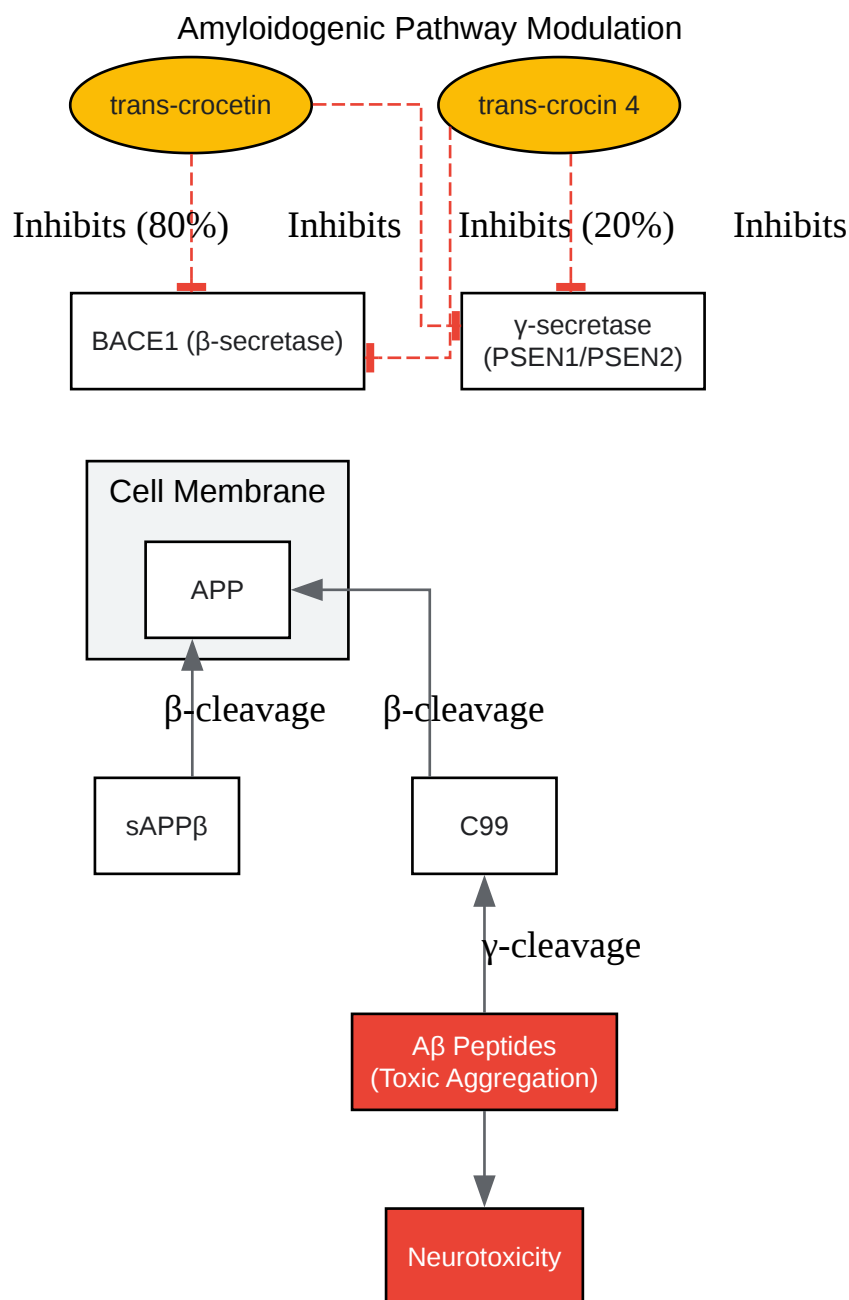 Amyloidogenic Pathway Modulation
trans-crocetin
trans-crocin 4
Inhibits (80%)
Inhibits
Inhibits (20%)
Inhibits
BACE1 (β-secretase)
γ-secretase
(PSEN1/PSEN2)
Cell Membrane
APP
β-cleavage
β-cleavage
sAPPβ
C99
γ-cleavage
Aβ Peptides
(Toxic Aggregation)
Neurotoxicity